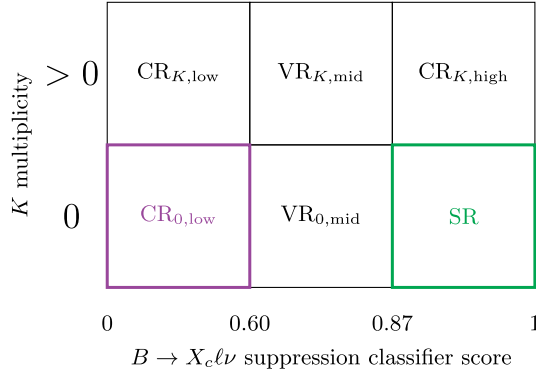 > 0 CR_{K,low} VR_{K,mid} CR_{K,high}
K multiplicity
0 CR_{0,low} VR_{0,mid} SR
0 0.60 0.87 1
B → X_cℓν suppression classifier score